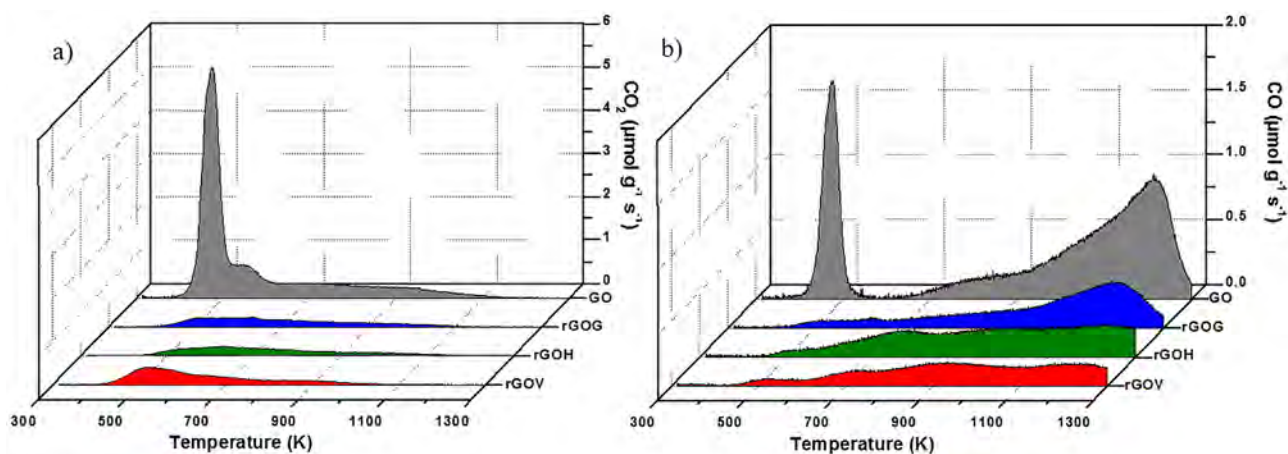 a)
6
5
4
3
2
1
0
CO₂ (μmol g⁻¹ s⁻¹)
GO
rGOG
rGOH
rGOV
300 500 700 900 1100 1300
Temperature (K)
b)
2.0
1.5
1.0
0.5
0.0
CO (μmol g⁻¹ s⁻¹)
GO
rGOG
rGOH
rGOV
300 500 700 900 1100 1300
Temperature (K)